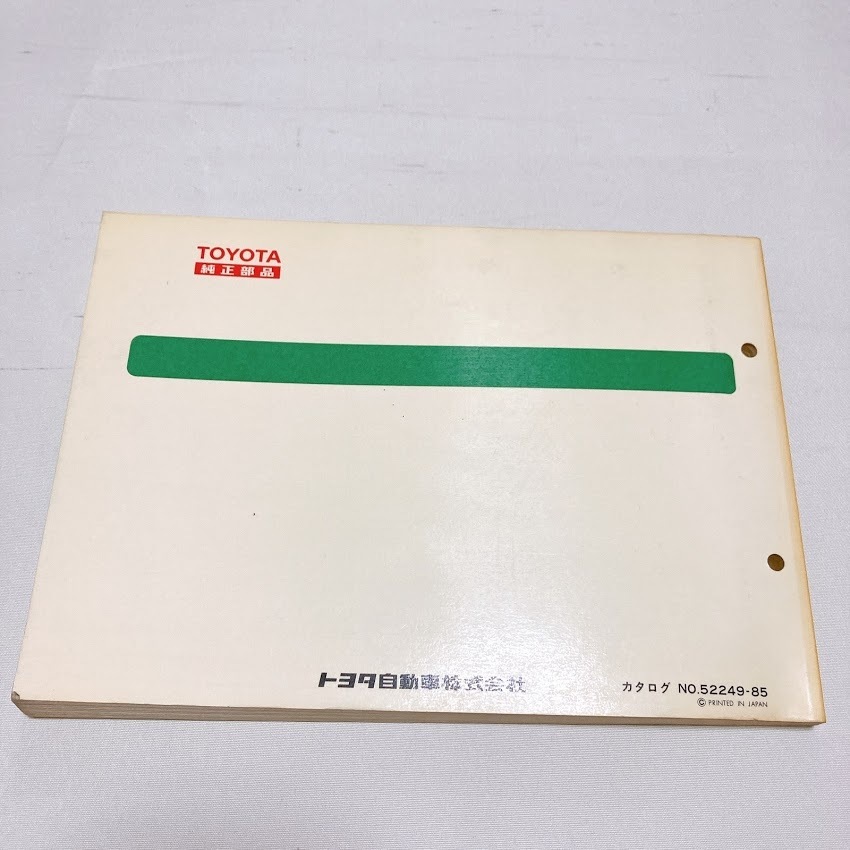 TOYOTA
純正部品
トヨタ自動車株式会社
カタログ NO.52249-85
© PRINTED IN JAPAN